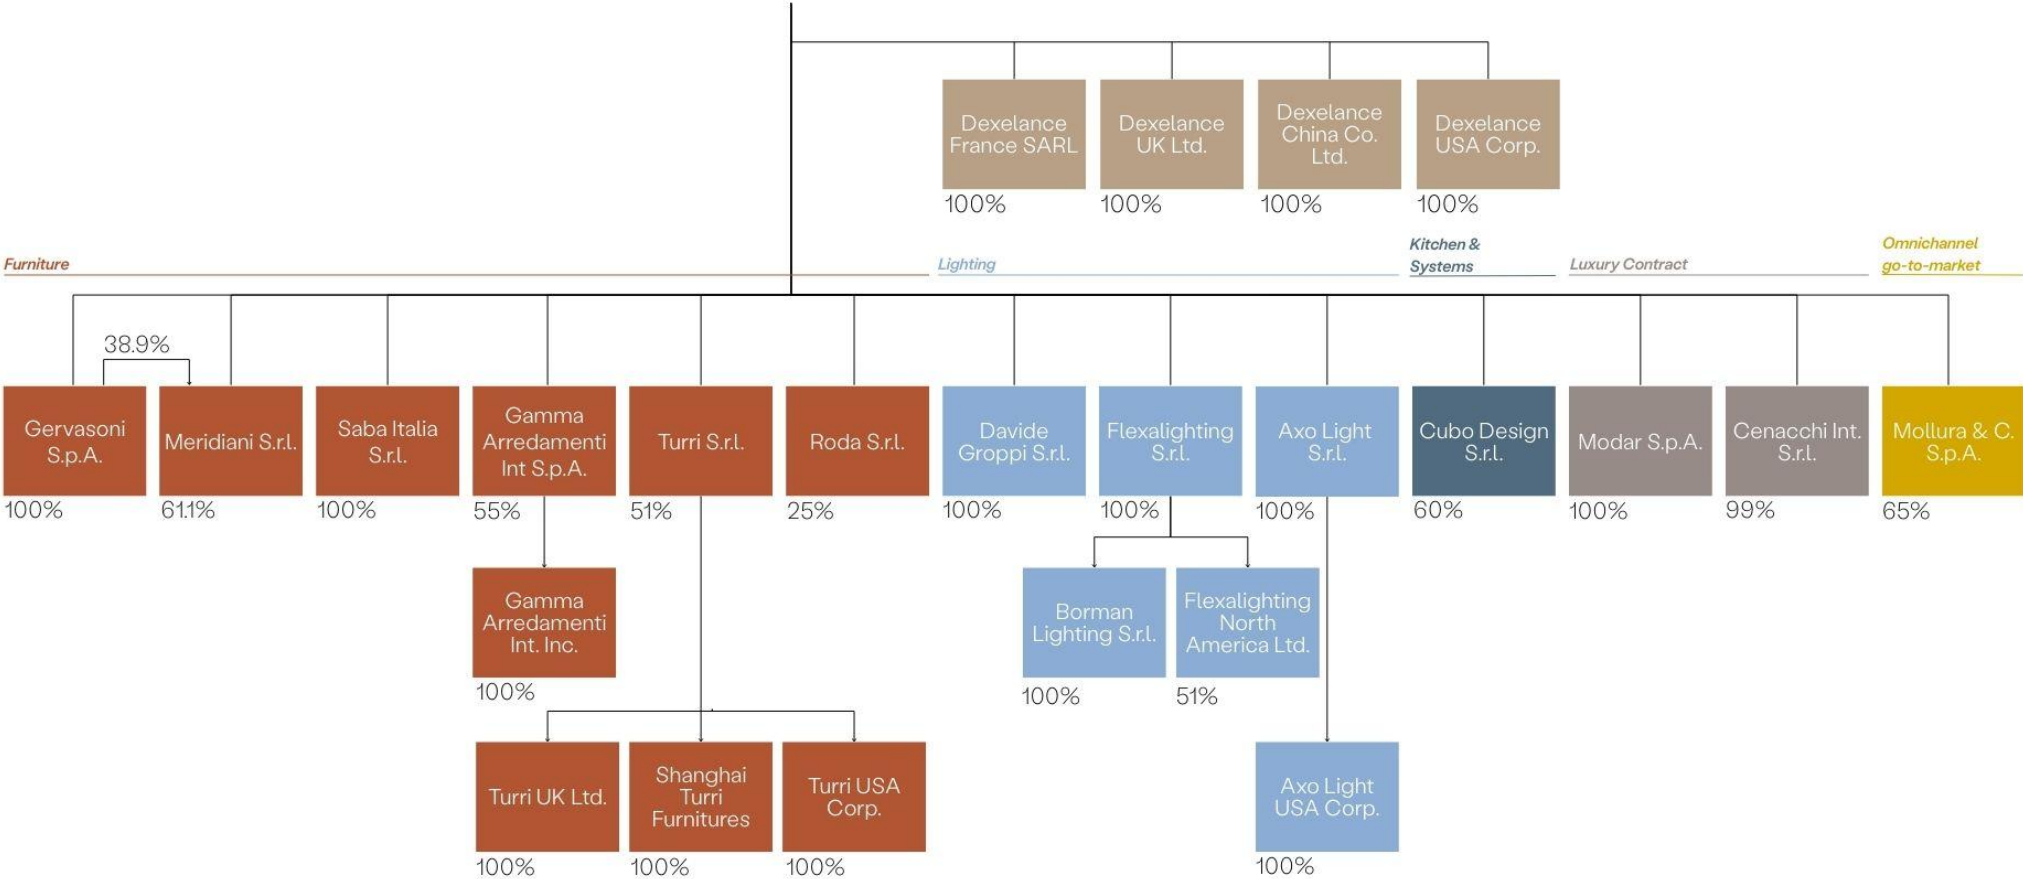 Dexelance
France SARL
100%
Dexelance
UK Ltd.
100%
Dexelance
China Co.
Ltd.
100%
Dexelance
USA Corp.
100%
Furniture
Lighting
Kitchen &
Systems
Luxury Contract
Omnichannel
go-to-market
38.9%
Gervasoni
S.p.A.
100%
Meridiani S.r.l.
61.1%
Saba Italia
S.r.l.
100%
Gamma
Arredamenti
Int S.p.A.
55%
Turri S.r.l.
51%
Roda S.r.l.
25%
Davide
Groppi S.r.l.
100%
Flexalighting
S.r.l.
100%
Axo Light
S.r.l.
100%
Cubo Design
S.r.l.
60%
Modar S.p.A.
100%
Cenacchi Int.
S.r.l.
99%
Mollura & C.
S.p.A.
65%
Gamma
Arredamenti
Int. Inc.
100%
Borman
Lighting S.r.l.
100%
Flexalighting
North
America Ltd.
51%
Turri UK Ltd.
100%
Shanghai
Turri
Furnitures
100%
Turri USA
Corp.
100%
Axo Light
USA Corp.
100%